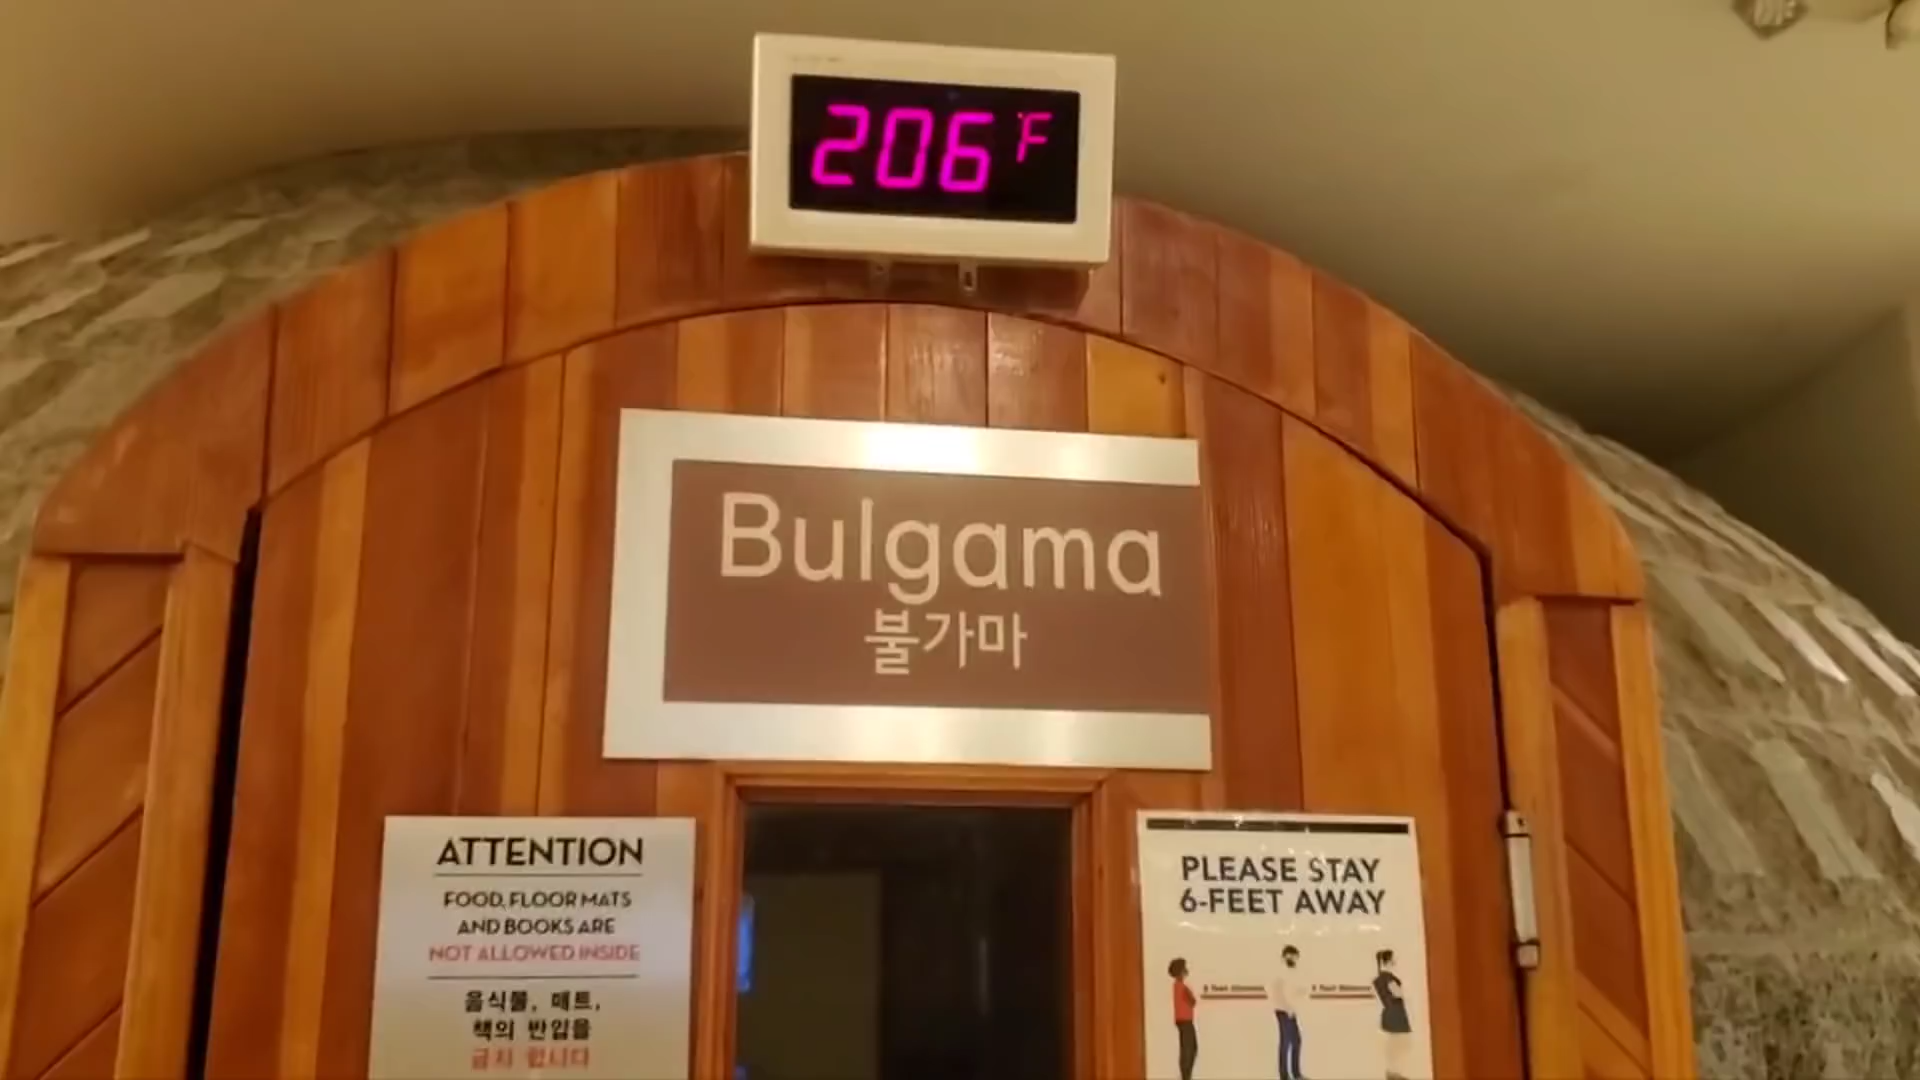 206 °F
Bulgama
불가마
ATTENTION
FOOD, FLOOR MATS
AND BOOKS ARE
NOT ALLOWED INSIDE
음식물, 매트,
책의 반입을
금지 합니다
PLEASE STAY
6-FEET AWAY